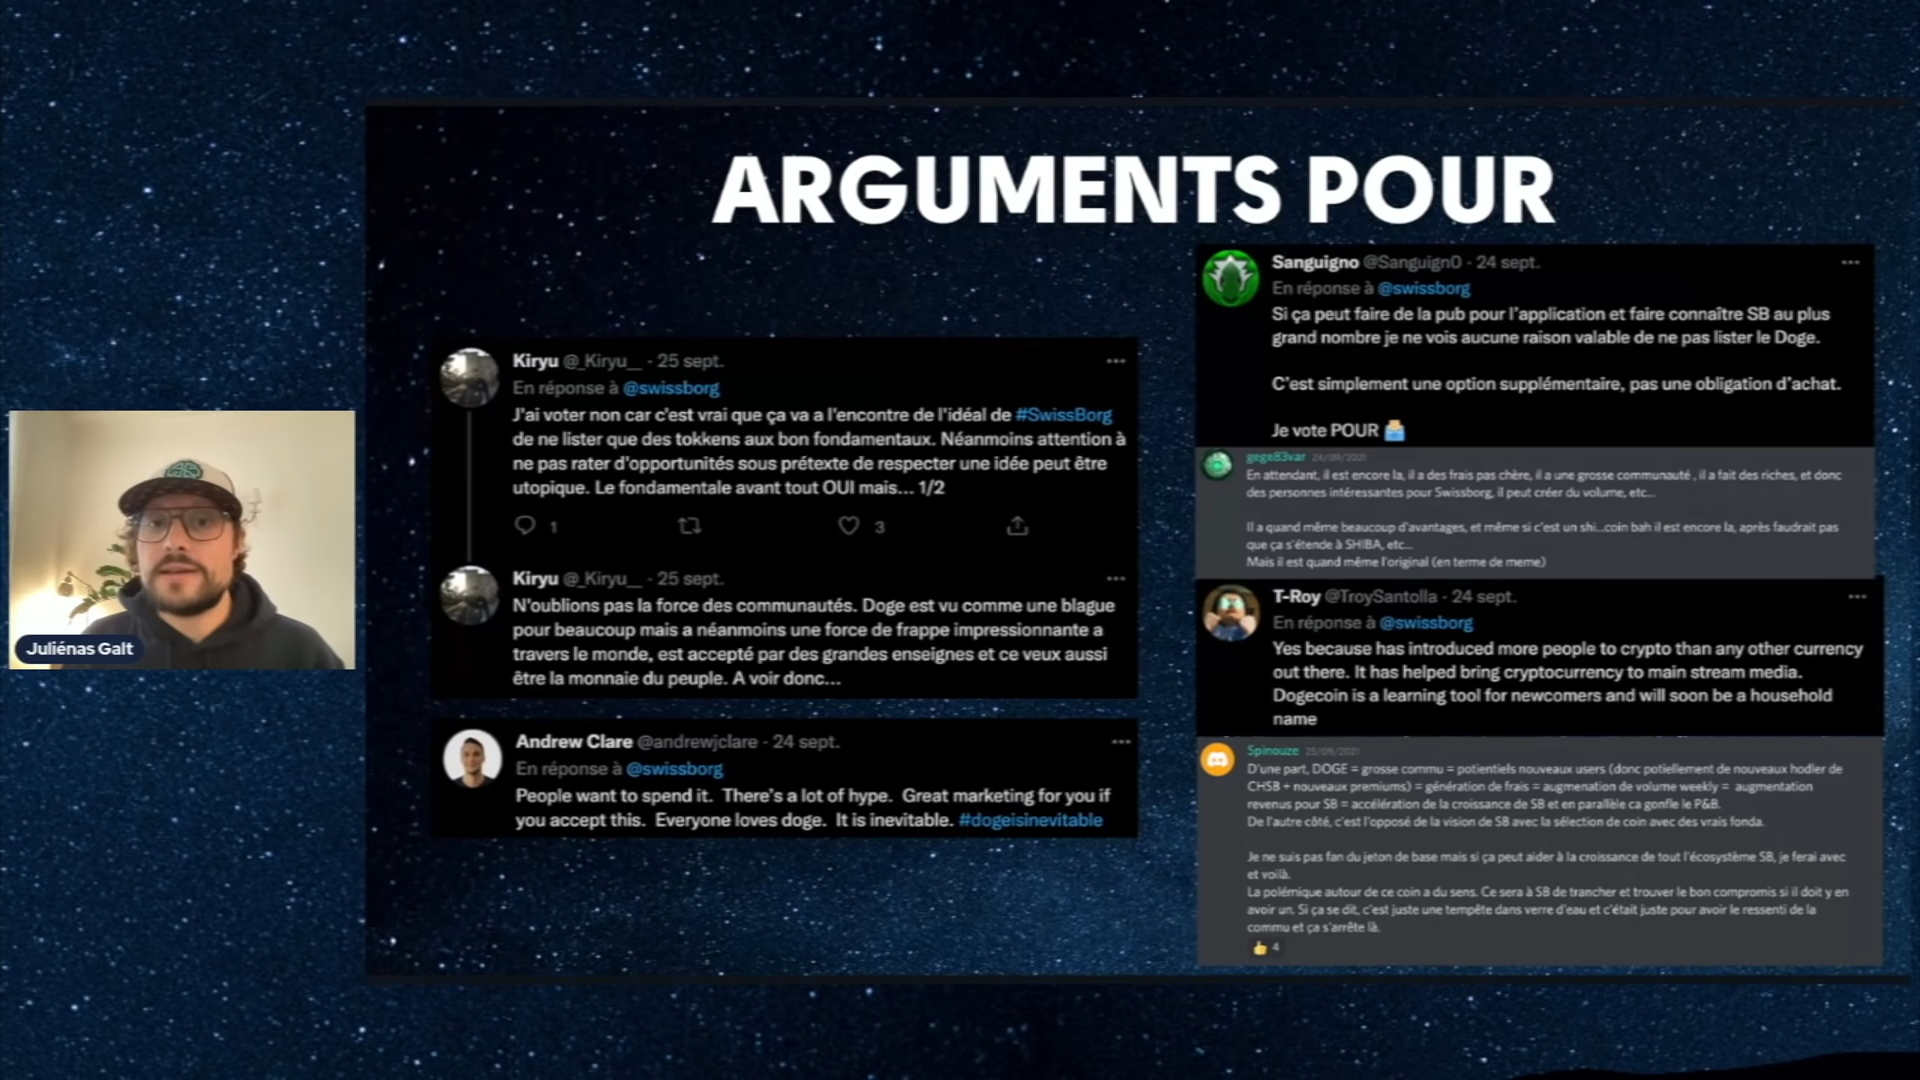 ARGUMENTS POUR
Kiryu @_Kiryu__ · 25 sept.
En réponse à @swissborg
J'ai voter non car c'est vrai que ça va a l'encontre de l'idéal de #SwissBorg
de ne lister que des tokkens aux bon fondamentaux. Néanmoins attention à
ne pas rater d'opportunités sous prétexte de respecter une idée peut être
utopique. Le fondamentale avant tout OUI mais... 1/2
1 3
Kiryu @_Kiryu__ · 25 sept.
N'oublions pas la force des communautés. Doge est vu comme une blague
pour beaucoup mais a néanmoins une force de frappe impressionnante a
travers le monde, est accepté par des grandes enseignes et ce veux aussi
être la monnaie du peuple. A voir donc...
Andrew Clare @andrewjclare · 24 sept.
En réponse à @swissborg
People want to spend it. There's a lot of hype. Great marketing for you if
you accept this. Everyone loves doge. It is inevitable. #dogeisinevitable
Sanguigno @Sanguign0 · 24 sept.
En réponse à @swissborg
Si ça peut faire de la pub pour l'application et faire connaître SB au plus
grand nombre je ne vois aucune raison valable de ne pas lister le Doge.
C'est simplement une option supplémentaire, pas une obligation d'achat.
Je vote POUR
gege83var 24/09/2021
En attendant, il est encore la, il a des frais pas chère, il a une grosse communauté , il a fait des riches, et donc
des personnes intéressantes pour Swissborg, il peut créer du volume, etc...
Il a quand même beaucoup d'avantages, et même si c'est un shi...coin bah il est encore la, après faudrait pas
que ça s'étende à SHIBA, etc...
Mais il est quand même l'original (en terme de meme)
T-Roy @TroySantolla · 24 sept.
En réponse à @swissborg
Yes because has introduced more people to crypto than any other currency
out there. It has helped bring cryptocurrency to main stream media.
Dogecoin is a learning tool for newcomers and will soon be a household
name
Spinouze 25/09/2021
D'une part, DOGE = grosse commu = potientiels nouveaux users (donc potiellement de nouveaux hodler de
CHSB + nouveaux premiums) = génération de frais = augmenation de volume weekly = augmentation
revenus pour SB = accélération de la croissance de SB et en parallèle ca gonfle le P&B.
De l'autre côté, c'est l'opposé de la vision de SB avec la sélection de coin avec des vrais fonda.
Je ne suis pas fan du jeton de base mais si ça peut aider à la croissance de tout l'écosystème SB, je ferai avec
et voilà.
La polémique autour de ce coin a du sens. Ce sera à SB de trancher et trouver le bon compromis si il doit y en
avoir un. Si ça se dit, c'est juste une tempête dans verre d'eau et c'était juste pour avoir le ressenti de la
commu et ça s'arrête là.
4
Juliénas Galt